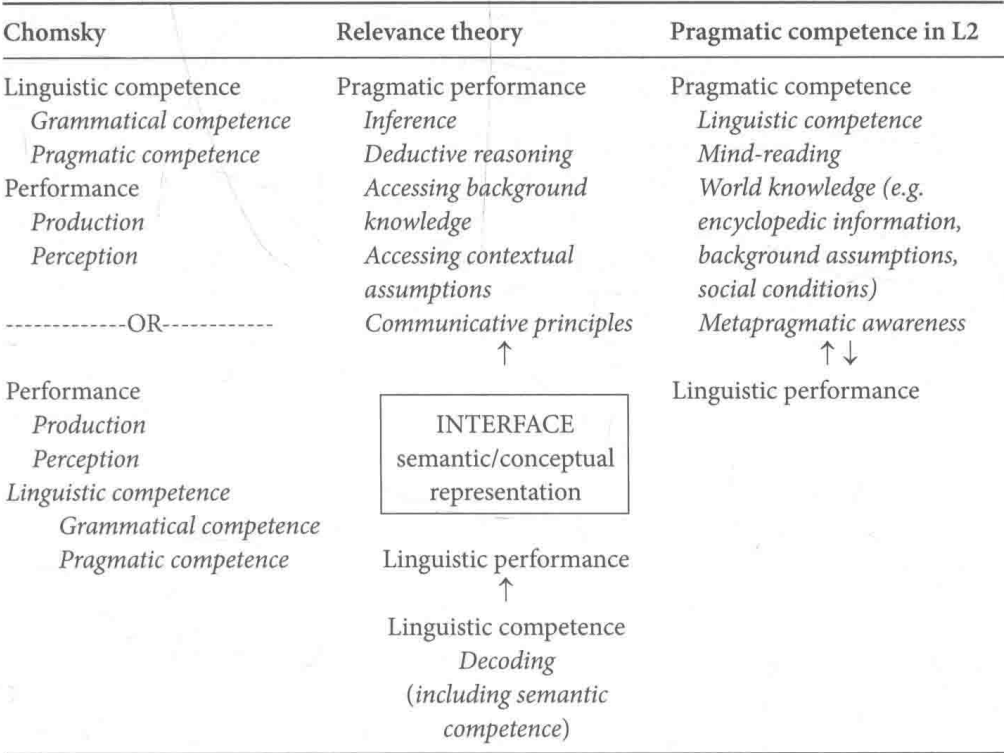 Chomsky
Linguistic competence
Grammatical competence
Pragmatic competence
Performance
Production
Perception
-------------OR------------
Performance
Production
Perception
Linguistic competence
Grammatical competence
Pragmatic competence
Relevance theory
Pragmatic performance
Inference
Deductive reasoning
Accessing background
knowledge
Accessing contextual
assumptions
Communicative principles
↑
INTERFACE
semantic/conceptual
representation
Linguistic performance
↑
Linguistic competence
Decoding
(including semantic
competence)
Pragmatic competence in L2
Pragmatic competence
Linguistic competence
Mind-reading
World knowledge (e.g.
encyclopedic information,
background assumptions,
social conditions)
Metapragmatic awareness
↑↓
Linguistic performance